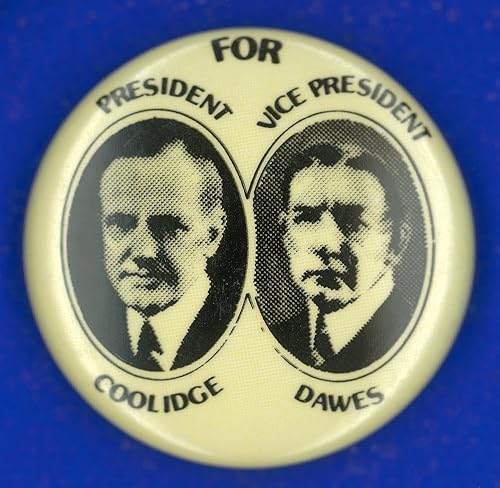 FOR
PRESIDENT
VICE PRESIDENT
COOLIDGE
DAWES